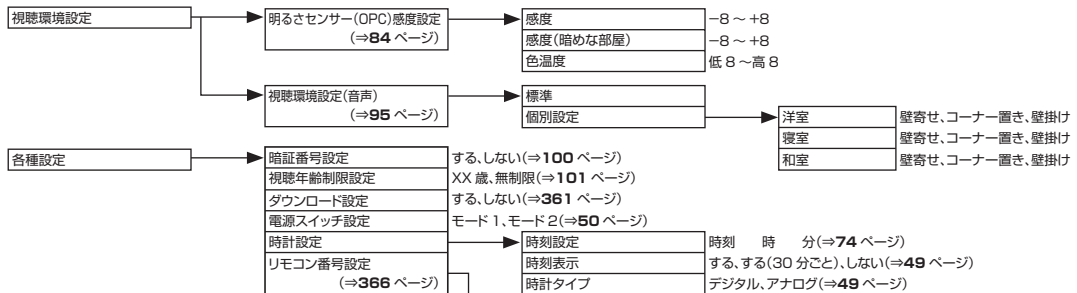 視聴環境設定
明るさセンサー(OPC)感度設定
(⇒84 ページ)
感度
−8 ~ +8
感度(暗めな部屋)
−8 ~ +8
色温度
低 8 ~高 8
視聴環境設定(音声)
(⇒95 ページ)
標準
個別設定
洋室
壁寄せ、コーナー置き、壁掛け
寝室
壁寄せ、コーナー置き、壁掛け
和室
壁寄せ、コーナー置き、壁掛け
各種設定
暗証番号設定
する、しない(⇒100 ページ)
視聴年齢制限設定
XX 歳、無制限(⇒101 ページ)
ダウンロード設定
する、しない(⇒361 ページ)
電源スイッチ設定
モード 1、モード 2(⇒50 ページ)
時計設定
時刻設定
時刻 時 分(⇒74 ページ)
時刻表示
する、する(30 分ごと)、しない(⇒49 ページ)
時計タイプ
デジタル、アナログ(⇒49 ページ)
リモコン番号設定
(⇒366 ページ)